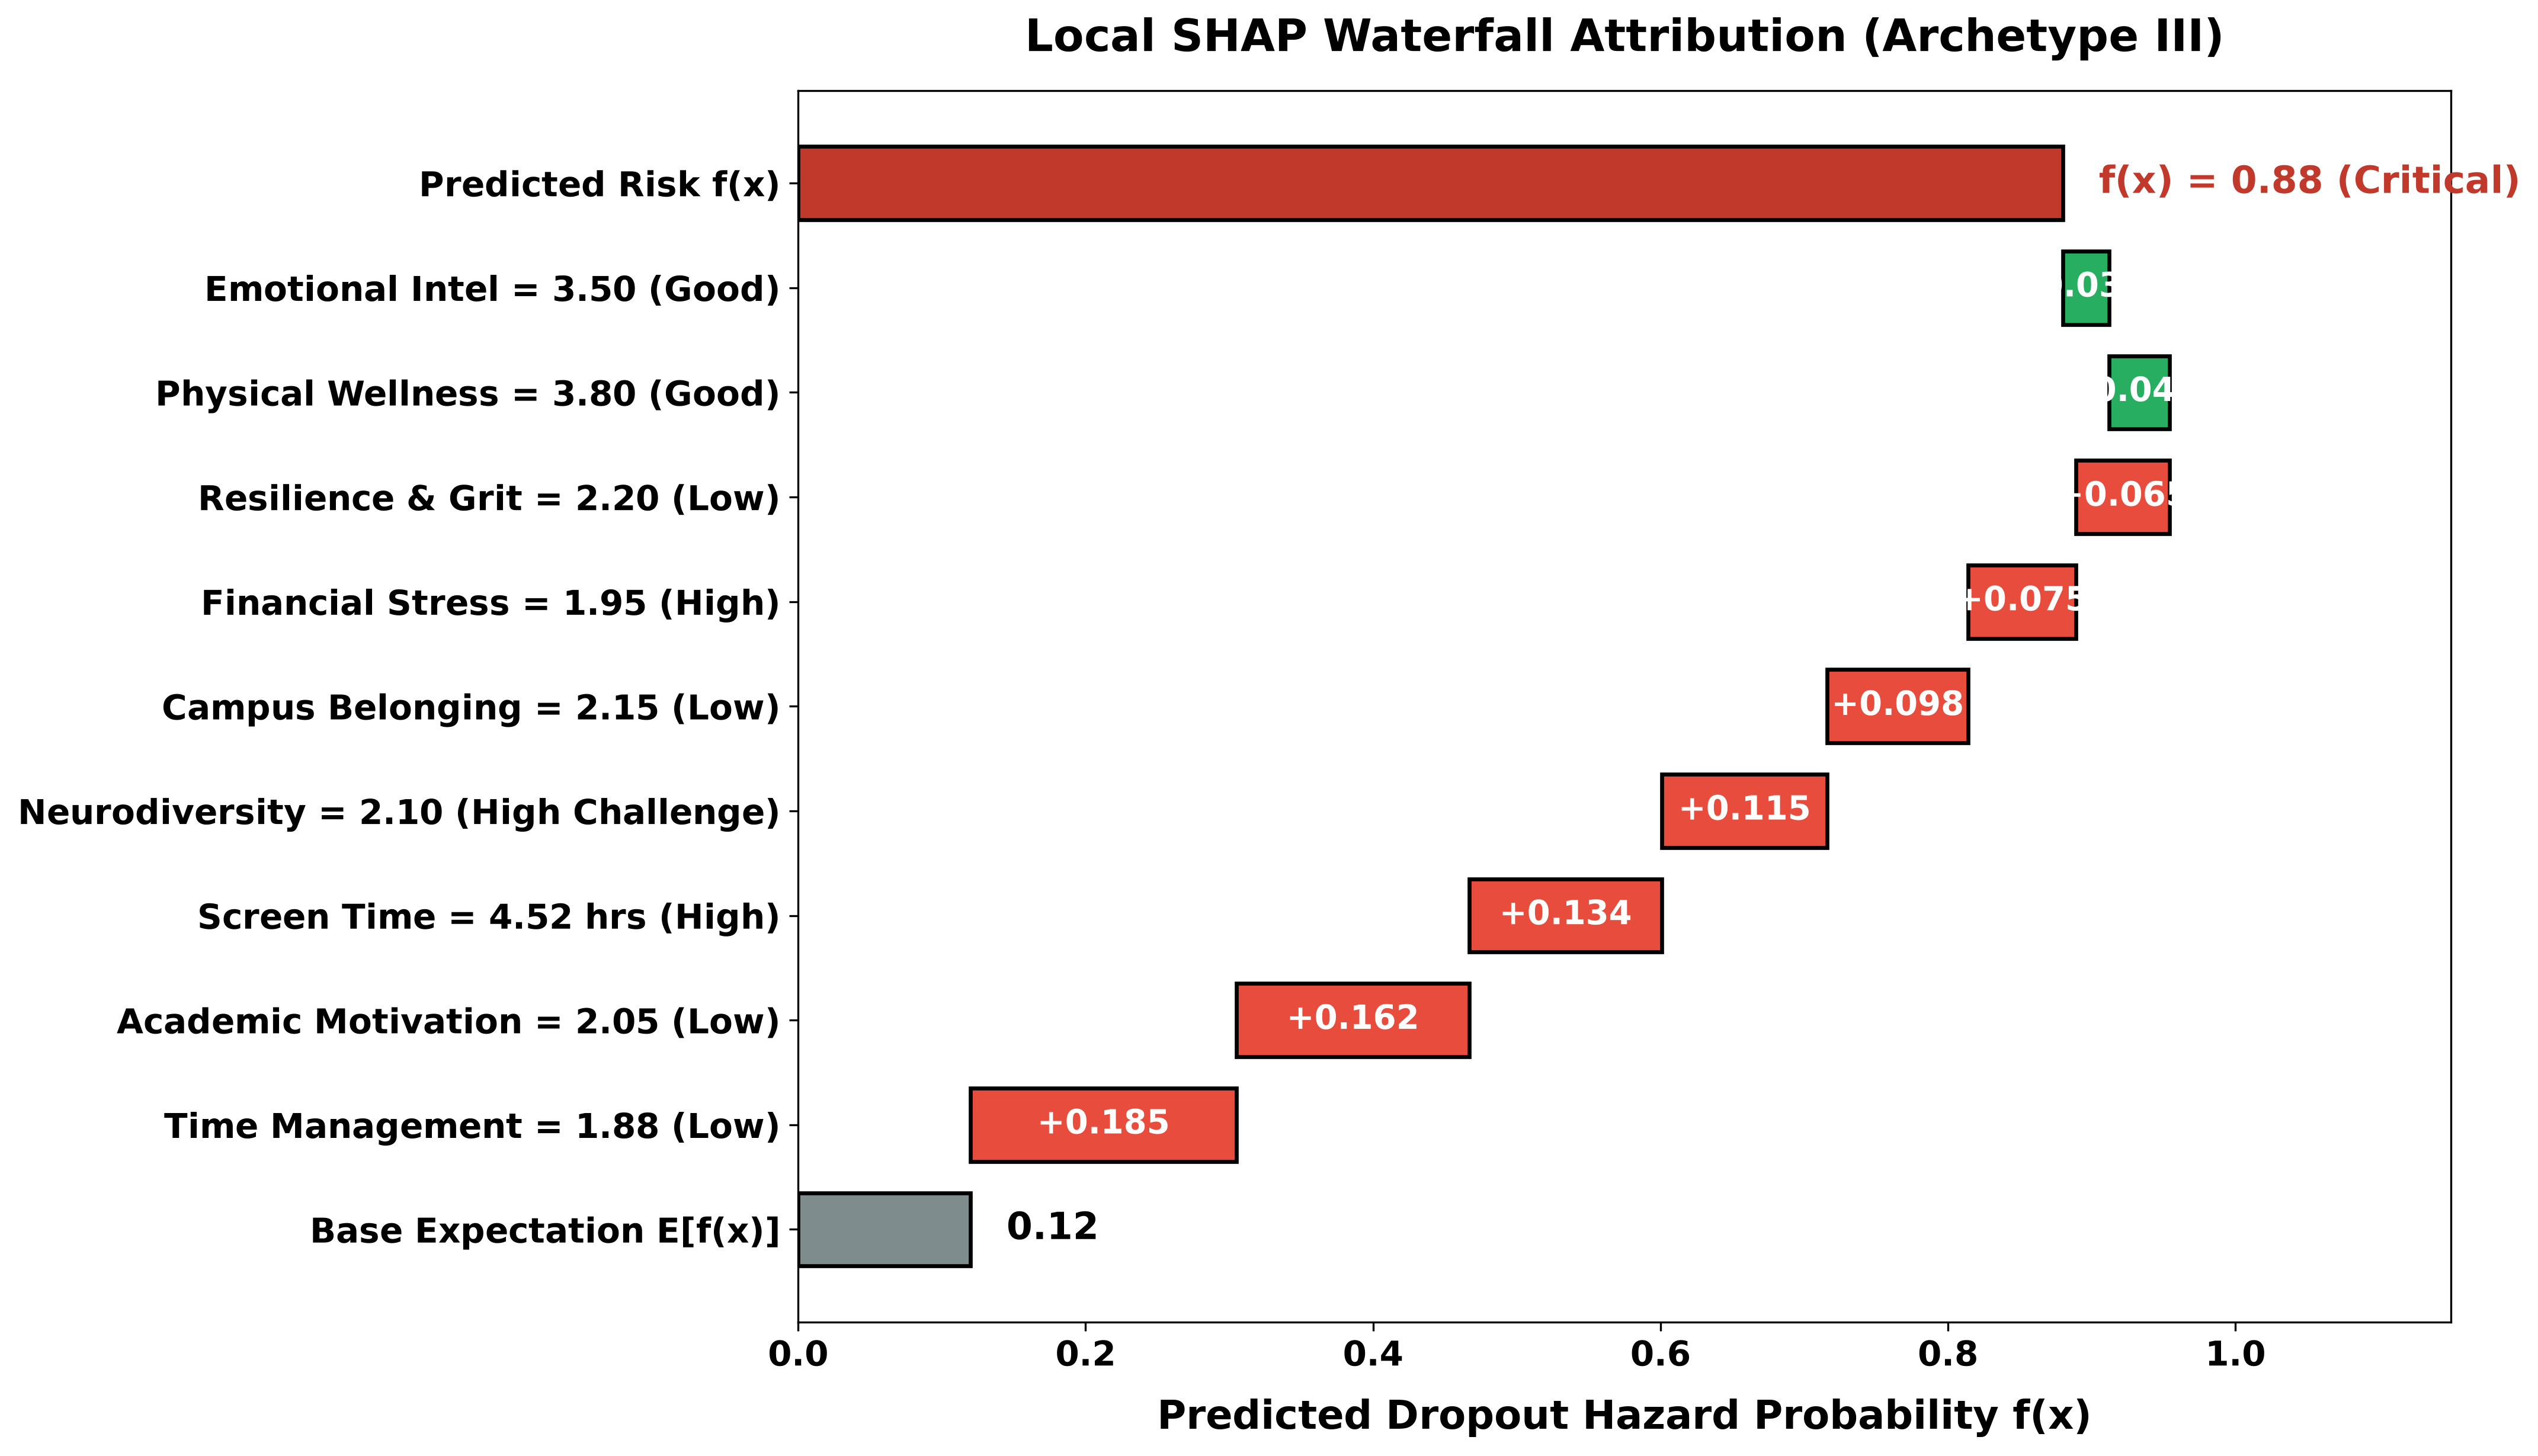 Local SHAP Waterfall Attribution (Archetype III)
Predicted Risk f(x)
f(x) = 0.88 (Critical)
Emotional Intel = 3.50 (Good)
Physical Wellness = 3.80 (Good)
Resilience & Grit = 2.20 (Low)
Financial Stress = 1.95 (High)
+0.075
Campus Belonging = 2.15 (Low)
+0.098
Neurodiversity = 2.10 (High Challenge)
+0.115
Screen Time = 4.52 hrs (High)
+0.134
Academic Motivation = 2.05 (Low)
+0.162
Time Management = 1.88 (Low)
+0.185
Base Expectation E[f(x)]
0.12
0.0 0.2 0.4 0.6 0.8 1.0
Predicted Dropout Hazard Probability f(x)